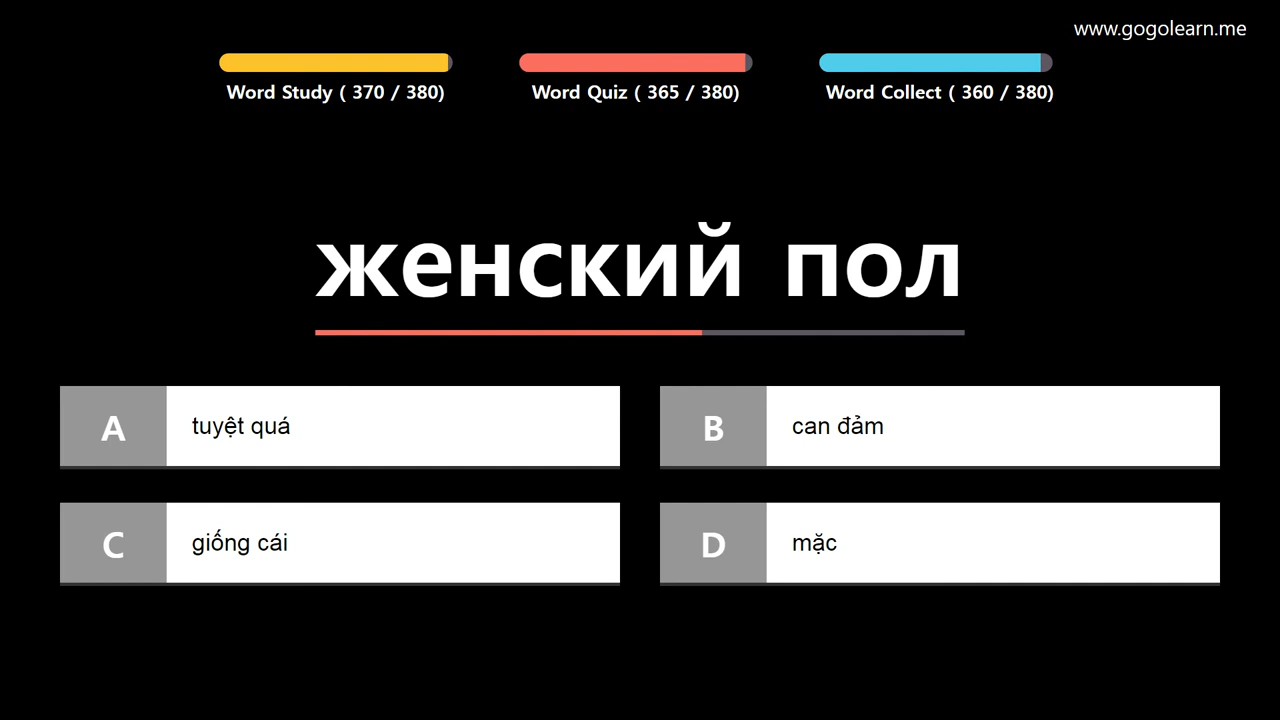 www.gogolearn.me
Word Study ( 370 / 380)
Word Quiz ( 365 / 380)
Word Collect ( 360 / 380)
женский пол
A
tuyệt quá
B
can đảm
C
giống cái
D
mặc